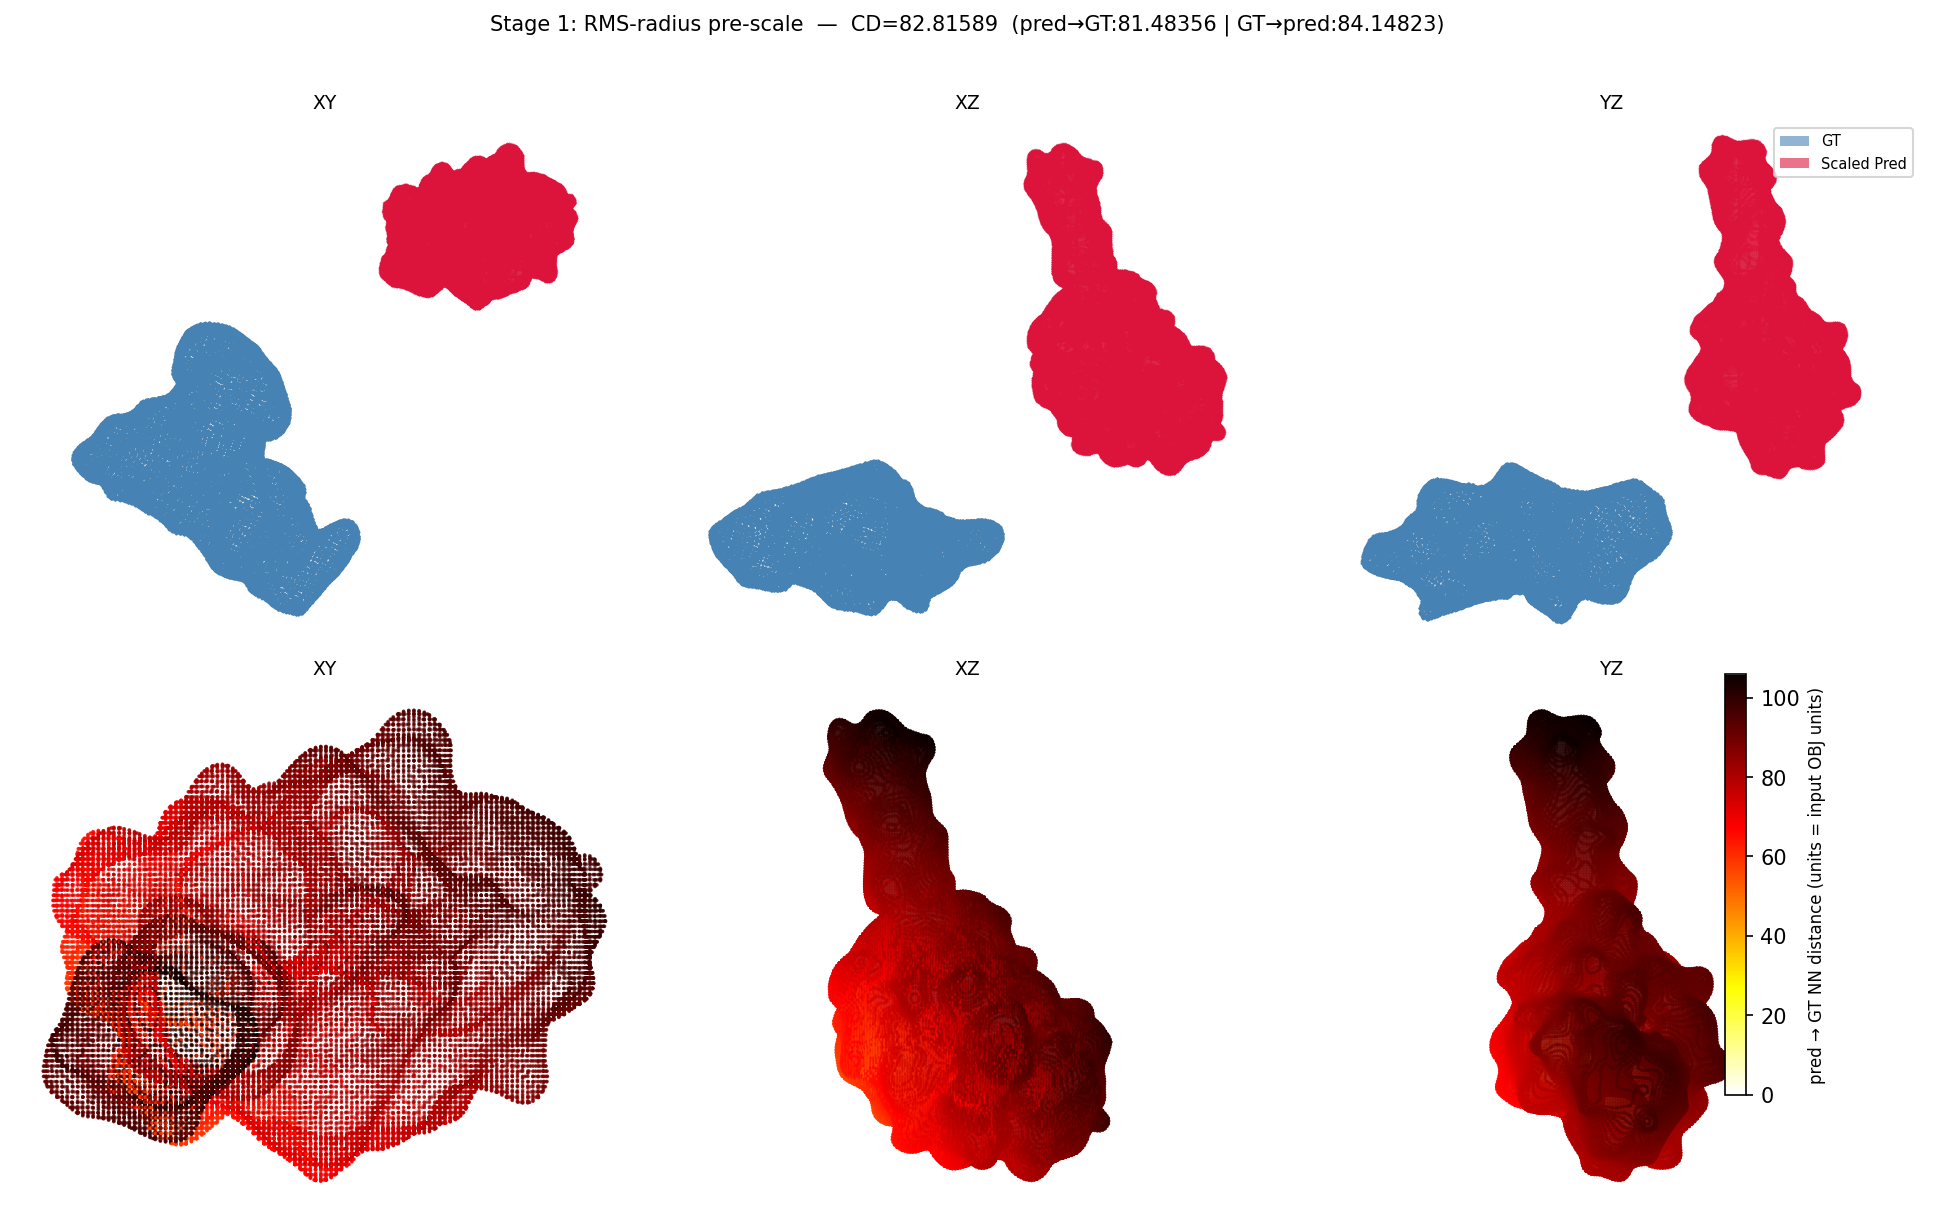 Stage 1: RMS-radius pre-scale — CD=82.81589 (pred→GT:81.48356 | GT→pred:84.14823)
XY
XZ
YZ
GT
Scaled Pred
XY
XZ
YZ
100
80
60
40
20
0
pred → GT NN distance (units = input OBJ units)